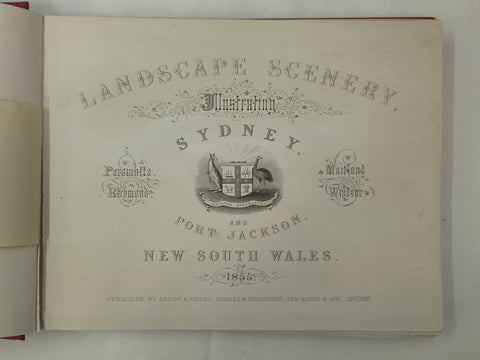 LANDSCAPE SCENERY,
Illustrating
SYDNEY,
Paramatta. Maitland.
Richmond. Windsor.
AND
PORT JACKSON,
NEW SOUTH WALES.
1855
PUBLISHED BY SANDS & KENNY, SYDNEY & MELBOURNE; AND SANDS & SON, LONDON.